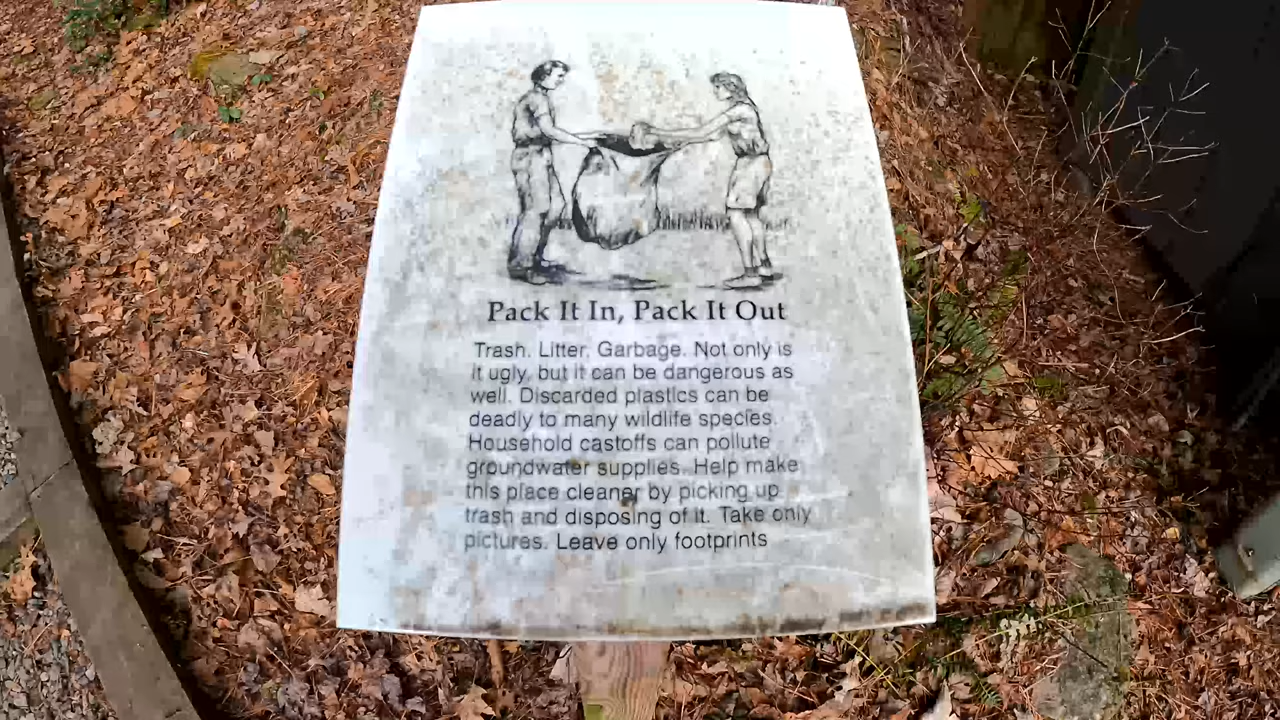 Pack It In, Pack It Out
Trash. Litter. Garbage. Not only is
it ugly, but it can be dangerous as
well. Discarded plastics can be
deadly to many wildlife species.
Household castoffs can pollute
groundwater supplies. Help make
this place cleaner by picking up
trash and disposing of it. Take only
pictures. Leave only footprints